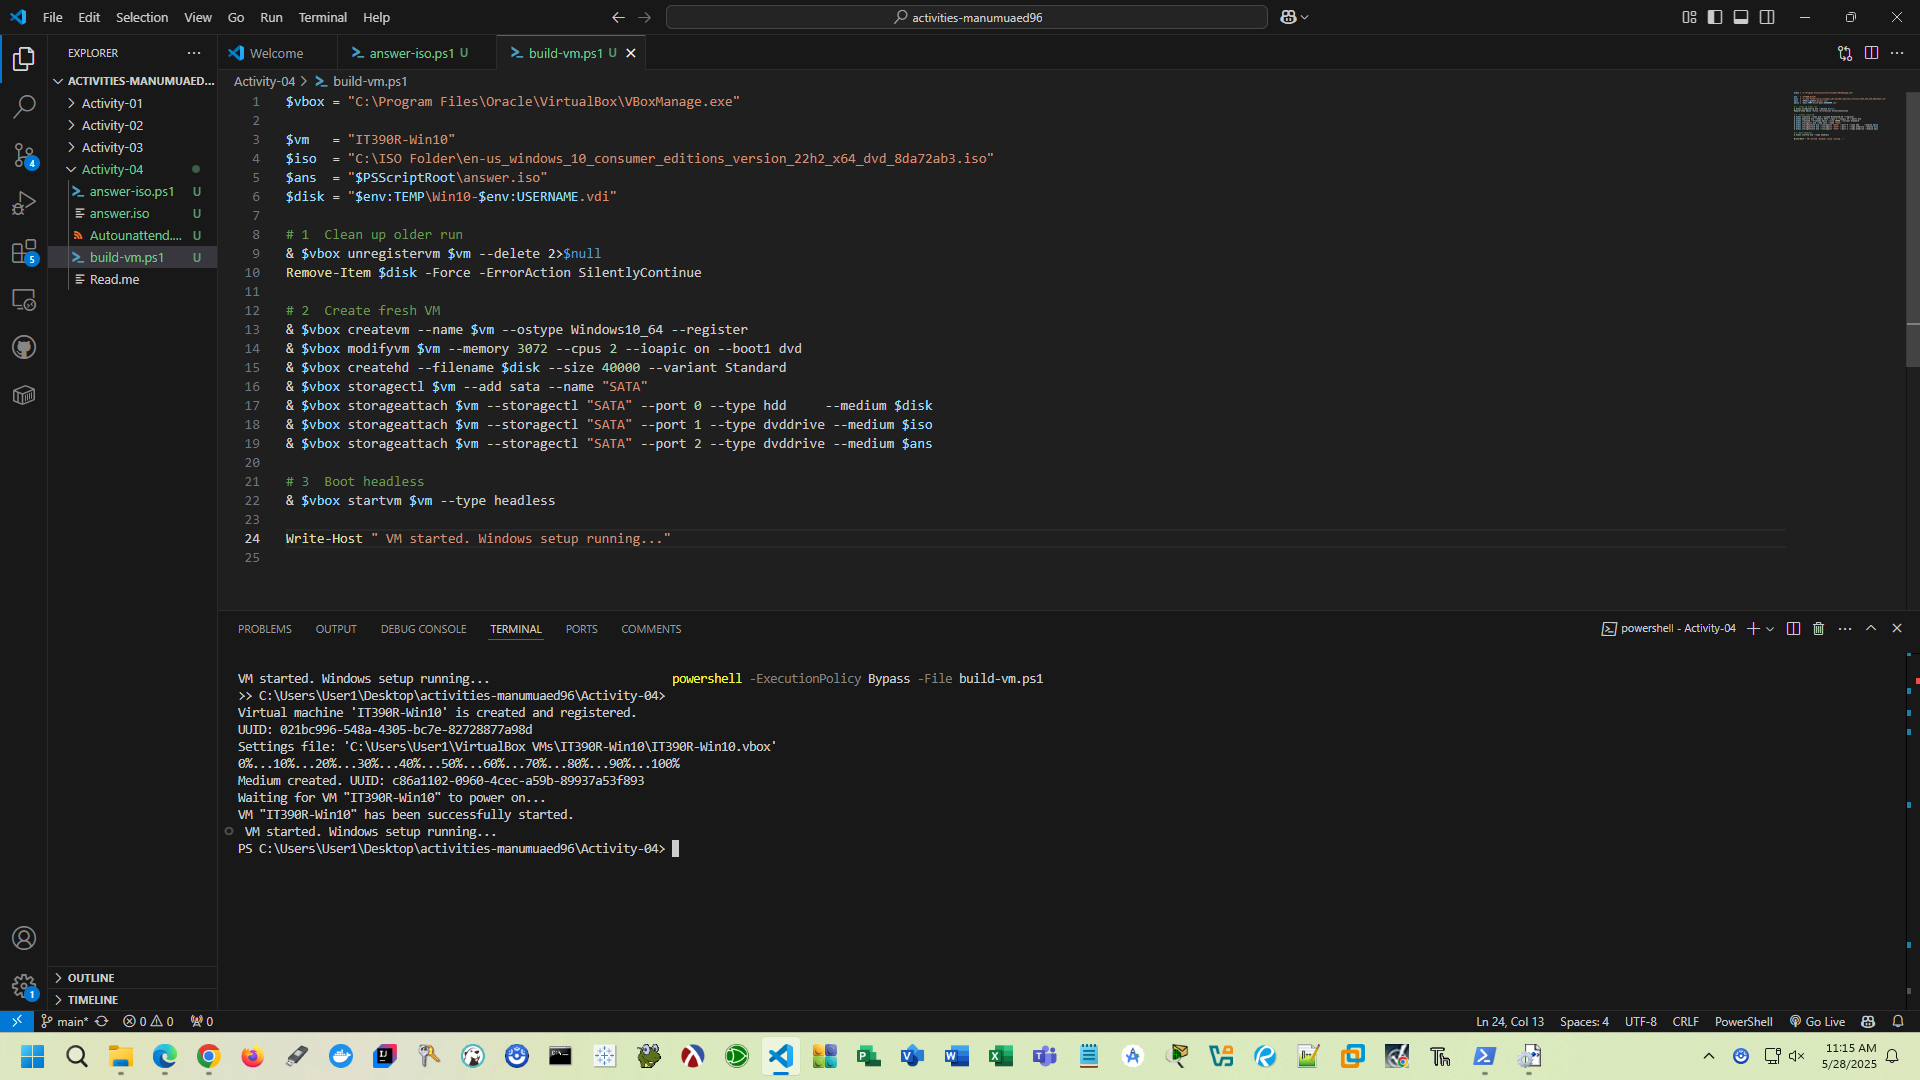 File Edit Selection View Go Run Terminal Help
activities-manumuaed96
EXPLORER
ACTIVITIES-MANUMUAED...
Activity-01
Activity-02
Activity-03
Activity-04
answer-iso.ps1 U
answer.iso U
Autounattend.... U
build-vm.ps1 U
Read.me
OUTLINE
TIMELINE
4
5
1
Welcome
answer-iso.ps1 U
build-vm.ps1 U
Activity-04 > build-vm.ps1
1 $vbox = "C:\Program Files\Oracle\VirtualBox\VBoxManage.exe"
2
3 $vm   = "IT390R-Win10"
4 $iso  = "C:\ISO Folder\en-us_windows_10_consumer_editions_version_22h2_x64_dvd_8da72ab3.iso"
5 $ans  = "$PSScriptRoot\answer.iso"
6 $disk = "$env:TEMP\Win10-$env:USERNAME.vdi"
7
8 # 1  Clean up older run
9 & $vbox unregistervm $vm --delete 2>$null
10 Remove-Item $disk -Force -ErrorAction SilentlyContinue
11
12 # 2  Create fresh VM
13 & $vbox createvm --name $vm --ostype Windows10_64 --register
14 & $vbox modifyvm $vm --memory 3072 --cpus 2 --ioapic on --boot1 dvd
15 & $vbox createhd --filename $disk --size 40000 --variant Standard
16 & $vbox storagectl $vm --add sata --name "SATA"
17 & $vbox storageattach $vm --storagectl "SATA" --port 0 --type hdd     --medium $disk
18 & $vbox storageattach $vm --storagectl "SATA" --port 1 --type dvddrive --medium $iso
19 & $vbox storageattach $vm --storagectl "SATA" --port 2 --type dvddrive --medium $ans
20
21 # 3  Boot headless
22 & $vbox startvm $vm --type headless
23
24 Write-Host " VM started. Windows setup running..."
25
PROBLEMS OUTPUT DEBUG CONSOLE TERMINAL PORTS COMMENTS
powershell - Activity-04
VM started. Windows setup running... powershell -ExecutionPolicy Bypass -File build-vm.ps1
>> C:\Users\User1\Desktop\activities-manumuaed96\Activity-04>
Virtual machine 'IT390R-Win10' is created and registered.
UUID: 021bc996-548a-4305-bc7e-82728877a98d
Settings file: 'C:\Users\User1\VirtualBox VMs\IT390R-Win10\IT390R-Win10.vbox'
0%...10%...20%...30%...40%...50%...60%...70%...80%...90%...100%
Medium created. UUID: c86a1102-0960-4cec-a59b-89937a53f893
Waiting for VM "IT390R-Win10" to power on...
VM "IT390R-Win10" has been successfully started.
VM started. Windows setup running...
PS C:\Users\User1\Desktop\activities-manumuaed96\Activity-04>
main* 0 0 0
Ln 24, Col 13 Spaces: 4 UTF-8 CRLF PowerShell Go Live
11:15 AM
5/28/2025